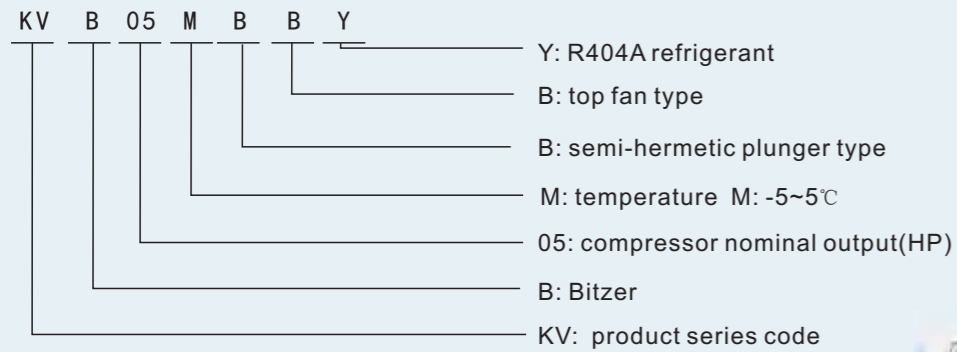 KV B 05 M B B Y
Y: R404A refrigerant
B: top fan type
B: semi-hermetic plunger type
M: temperature M: -5~5℃
05: compressor nominal output(HP)
B: Bitzer
KV: product series code